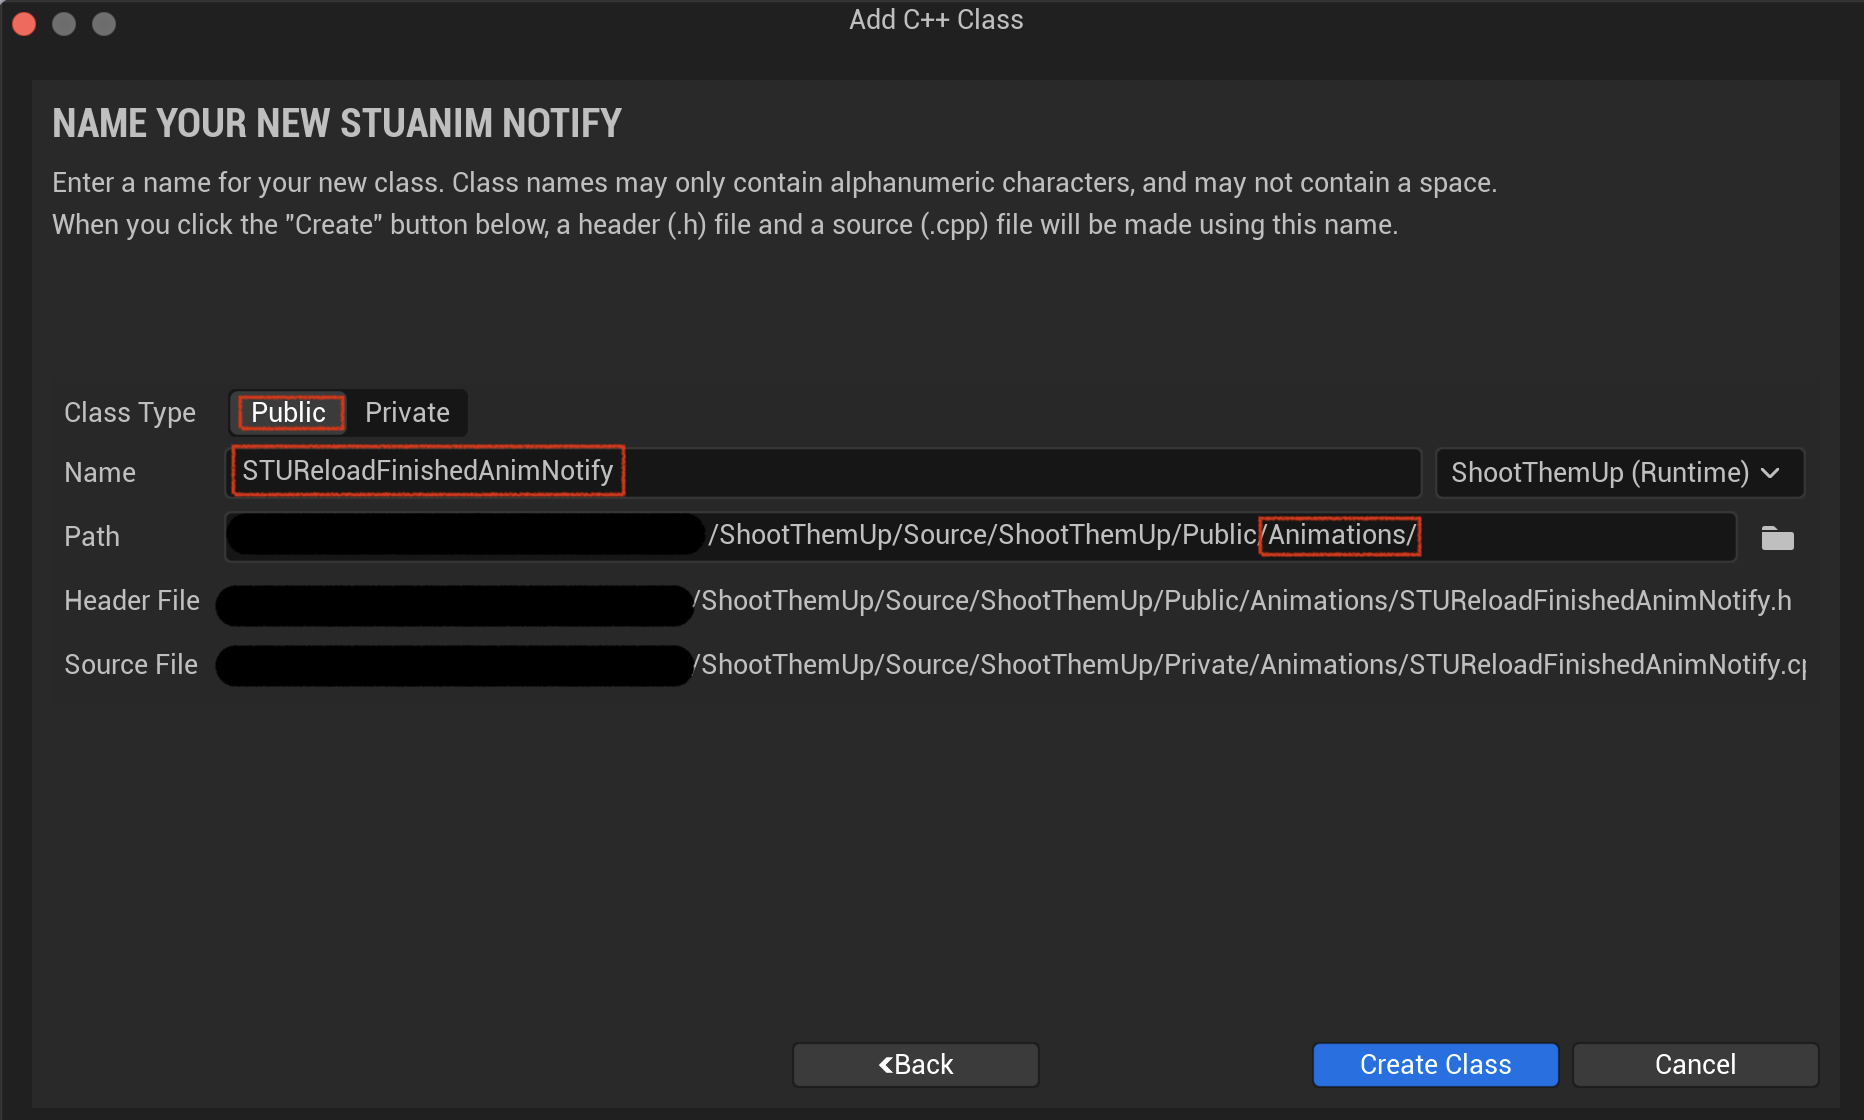 Add C++ Class
NAME YOUR NEW STUANIM NOTIFY
Enter a name for your new class. Class names may only contain alphanumeric characters, and may not contain a space.
When you click the "Create" button below, a header (.h) file and a source (.cpp) file will be made using this name.
Class Type Public Private
Name STUReloadFinishedAnimNotify ShootThemUp (Runtime)
Path /ShootThemUp/Source/ShootThemUp/Public/Animations/
Header File /ShootThemUp/Source/ShootThemUp/Public/Animations/STUReloadFinishedAnimNotify.h
Source File /ShootThemUp/Source/ShootThemUp/Private/Animations/STUReloadFinishedAnimNotify.cp
<Back Create Class Cancel